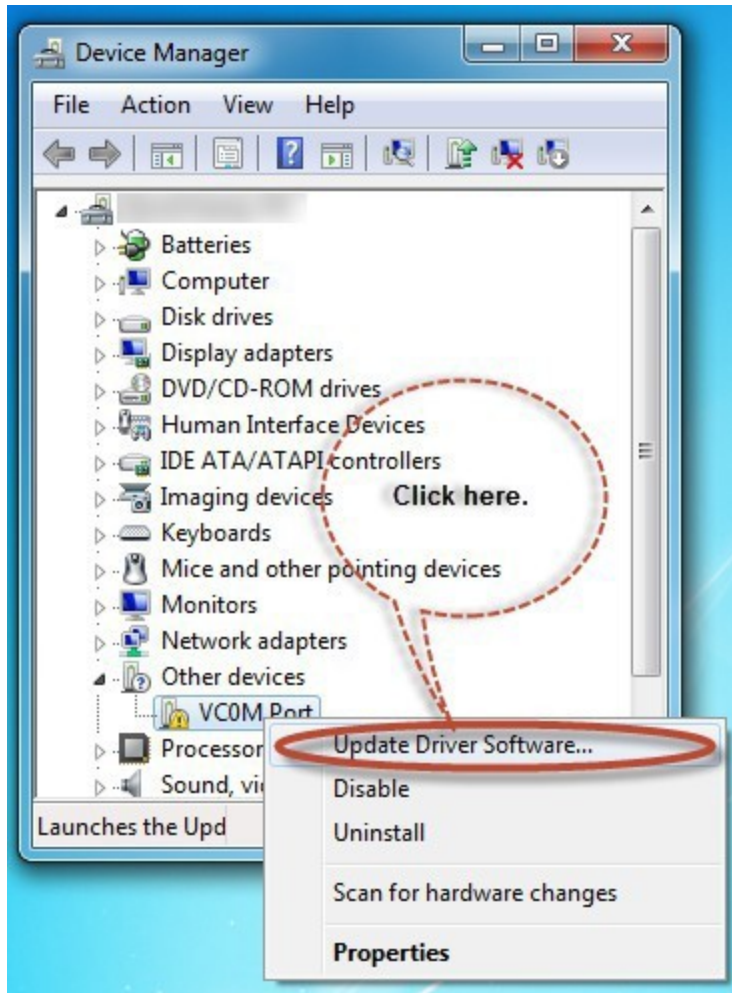 Device Manager
File Action View Help
Batteries
Computer
Disk drives
Display adapters
DVD/CD-ROM drives
Human Interface Devices
IDE ATA/ATAPI controllers
Imaging devices
Click here.
Keyboards
Mice and other pointing devices
Monitors
Network adapters
Other devices
VC0M Port
Update Driver Software...
Processor
Sound, vi
Disable
Launches the Upd
Uninstall
Scan for hardware changes
Properties